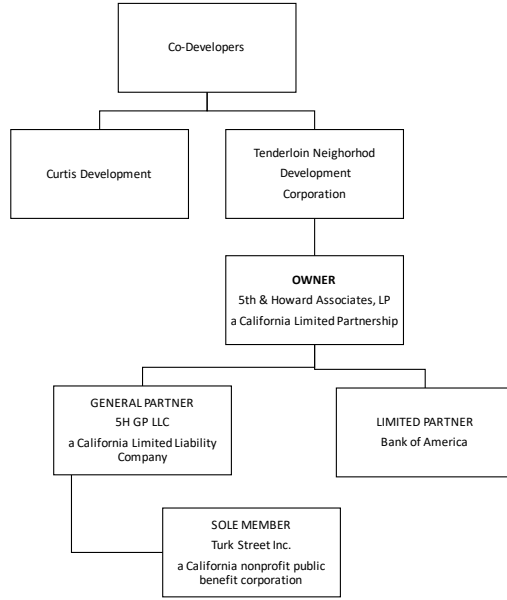 Co-Developers
Curtis Development
Tenderloin Neighorhod
Development
Corporation
OWNER
5th & Howard Associates, LP
a California Limited Partnership
GENERAL PARTNER
5H GP LLC
a California Limited Liability
Company
LIMITED PARTNER
Bank of America
SOLE MEMBER
Turk Street Inc.
a California nonprofit public
benefit corporation